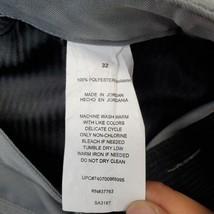 32
100% POLYESTER
MADE IN JORDAN
HECHO EN JORDANIA
MACHINE WASH WARM
WITH LIKE COLORS
DELICATE CYCLE
ONLY NON-CHLORINE
BLEACH IF NEEDED
TUMBLE DRY LOW
WARM IRON IF NEEDED
DO NOT DRY CLEAN